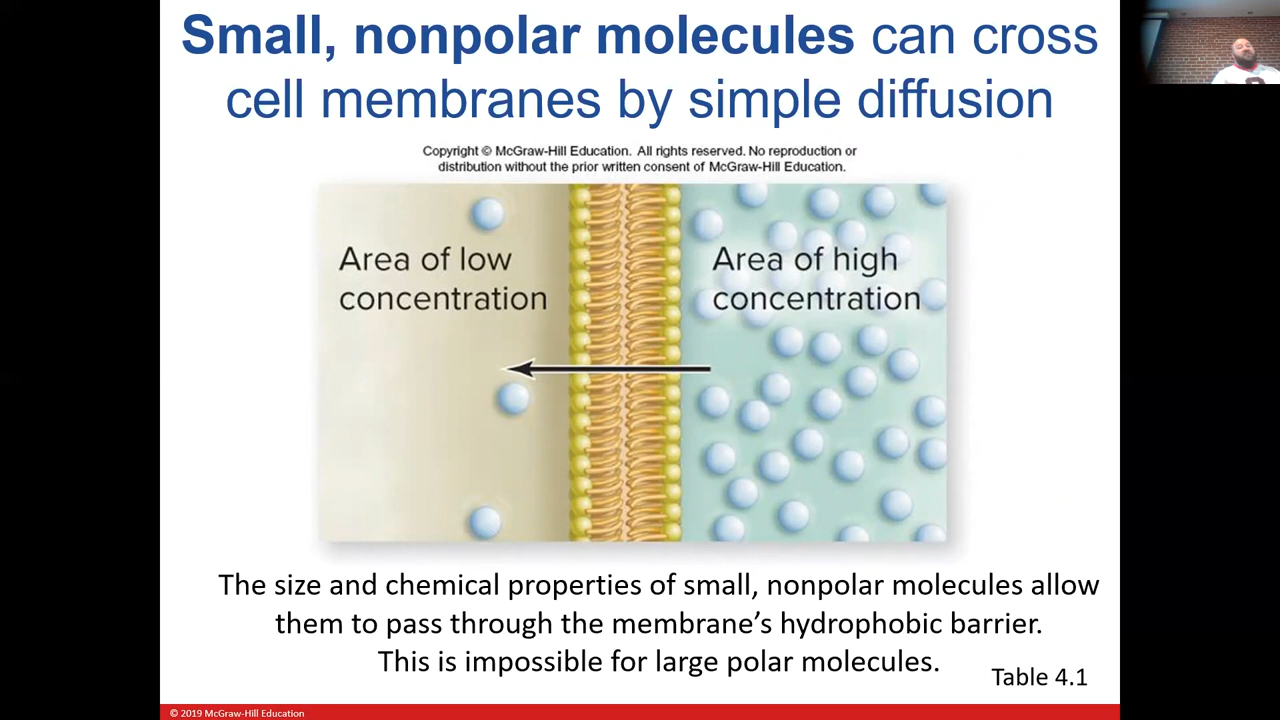 Small, nonpolar molecules can cross
cell membranes by simple diffusion
Copyright © McGraw-Hill Education. All rights reserved. No reproduction or
distribution without the prior written consent of McGraw-Hill Education.
Area of low
concentration
Area of high
concentration
The size and chemical properties of small, nonpolar molecules allow
them to pass through the membrane’s hydrophobic barrier.
This is impossible for large polar molecules.
Table 4.1
© 2019 McGraw-Hill Education